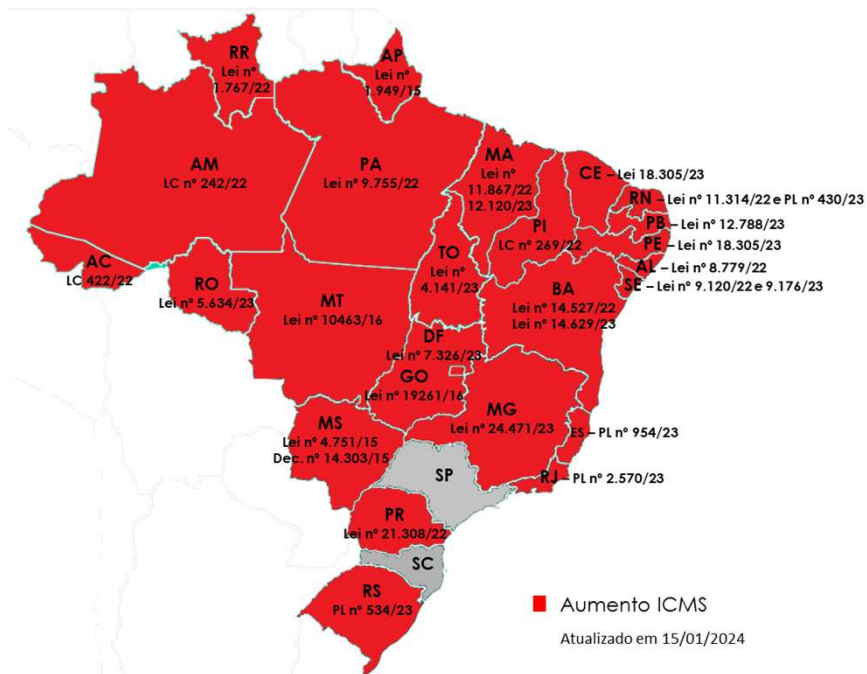 RR
Lei nº
1.767/22
AP
Lei nº
1.949/15
AM
LC nº 242/22
PA
Lei nº 9.755/22
MA
Lei nº
11.867/22
12.120/23
CE – Lei 18.305/23
RN – Lei nº 11.314/22 e PL nº 430/23
PI
LC nº 269/22
PB – Lei nº 12.788/23
PE – Lei nº 18.305/23
AC
LC 422/22
RO
Lei nº 5.634/23
TO
Lei nº
4.141/23
AL – Lei nº 8.779/22
SE – Lei nº 9.120/22 e 9.176/23
MT
Lei nº 10463/16
BA
Lei nº 14.527/22
Lei nº 14.629/23
DF
Lei nº 7.326/23
GO
Lei nº 19261/16
MG
Lei nº 24.471/23
MS
Lei nº 4.751/15
Dec. nº 14.303/15
ES – PL nº 954/23
SP
RJ – PL nº 2.570/23
PR
Lei nº 21.308/22
SC
RS
PL nº 534/23
Aumento ICMS
Atualizado em 15/01/2024